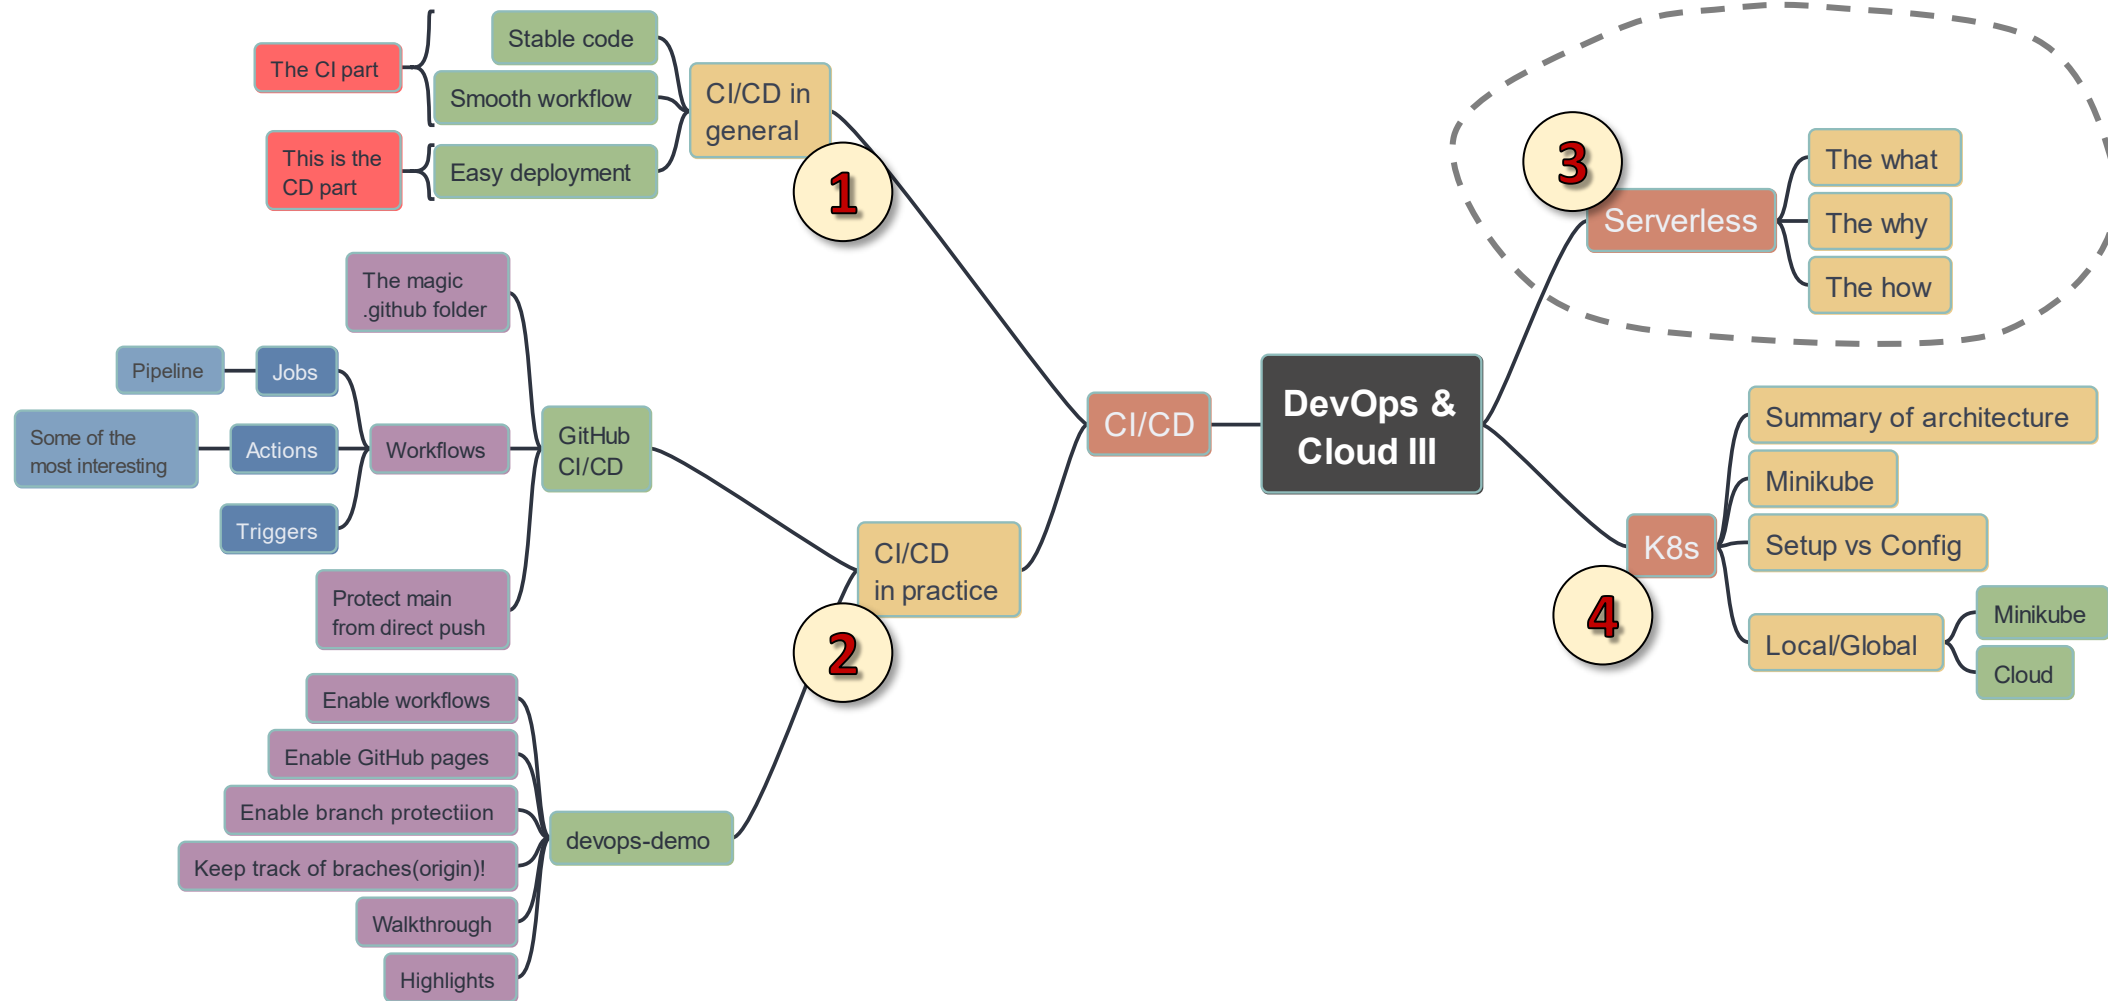 Stable code
The CI part
Smooth workflow
CI/CD in
general
This is the
CD part
Easy deployment
1
The magic
.github folder
Pipeline
Jobs
Some of the
most interesting
Actions
Workflows
GitHub
CI/CD
Triggers
Protect main
from direct push
CI/CD
in practice
2
Enable workflows
Enable GitHub pages
Enable branch protectiion
Keep track of braches(origin)!
Walkthrough
Highlights
devops-demo
CI/CD
DevOps &
Cloud III
3
Serverless
The what
The why
The how
K8s
4
Summary of architecture
Minikube
Setup vs Config
Local/Global
Minikube
Cloud